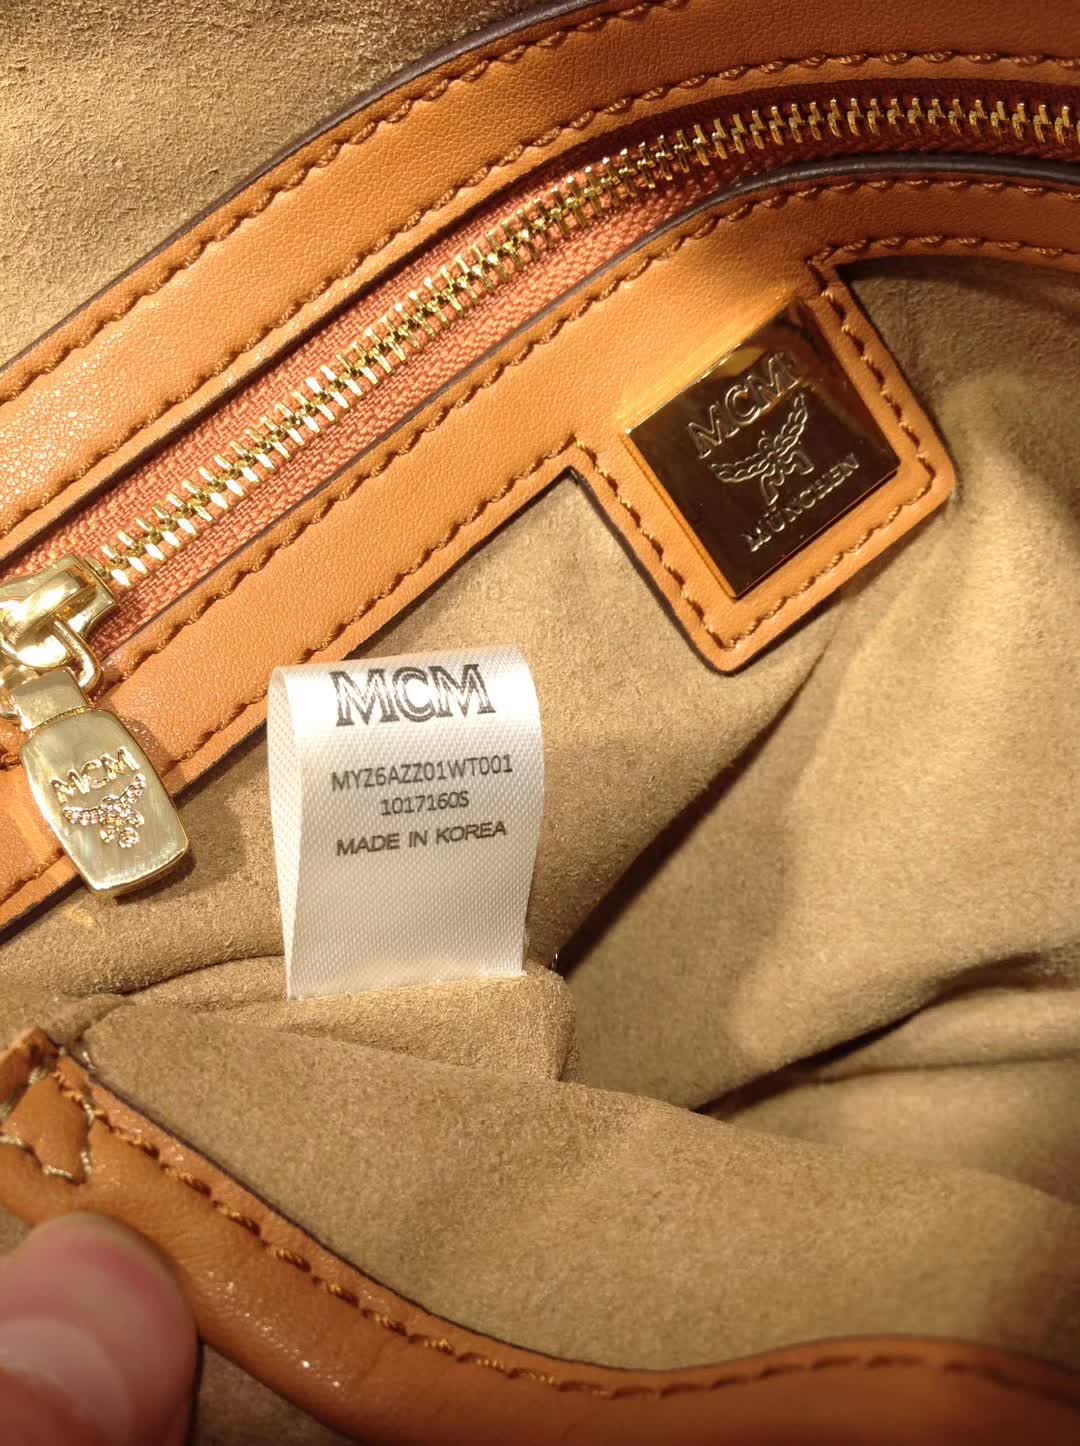 MCM
MÜNCHEN
MCM
MYZ6AZZ01WT001
1017160S
MADE IN KOREA
MCM